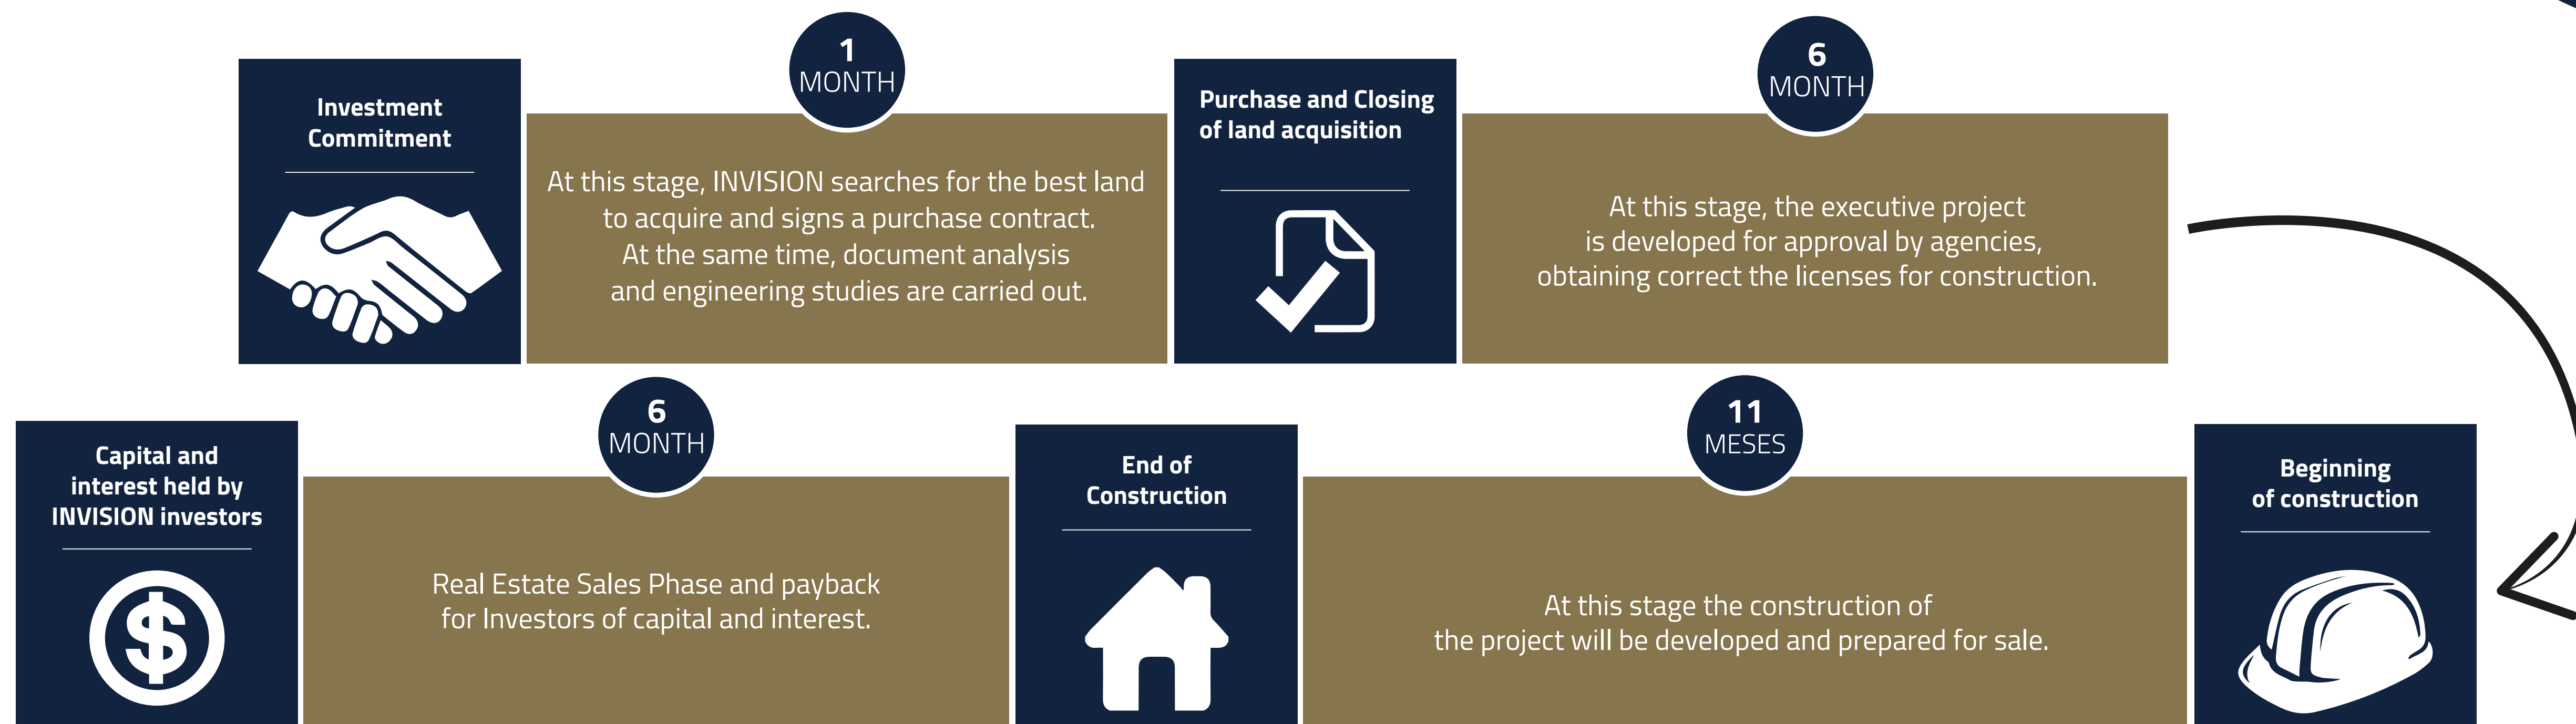 Investment
Commitment
1
MONTH
At this stage, INVISION searches for the best land
to acquire and signs a purchase contract.
At the same time, document analysis
and engineering studies are carried out.
Purchase and Closing
of land acquisition
6
MONTH
At this stage, the executive project
is developed for approval by agencies,
obtaining correct the licenses for construction.
Beginning
of construction
11
MESES
At this stage the construction of
the project will be developed and prepared for sale.
End of
Construction
6
MONTH
Real Estate Sales Phase and payback
for Investors of capital and interest.
Capital and
interest held by
INVISION investors